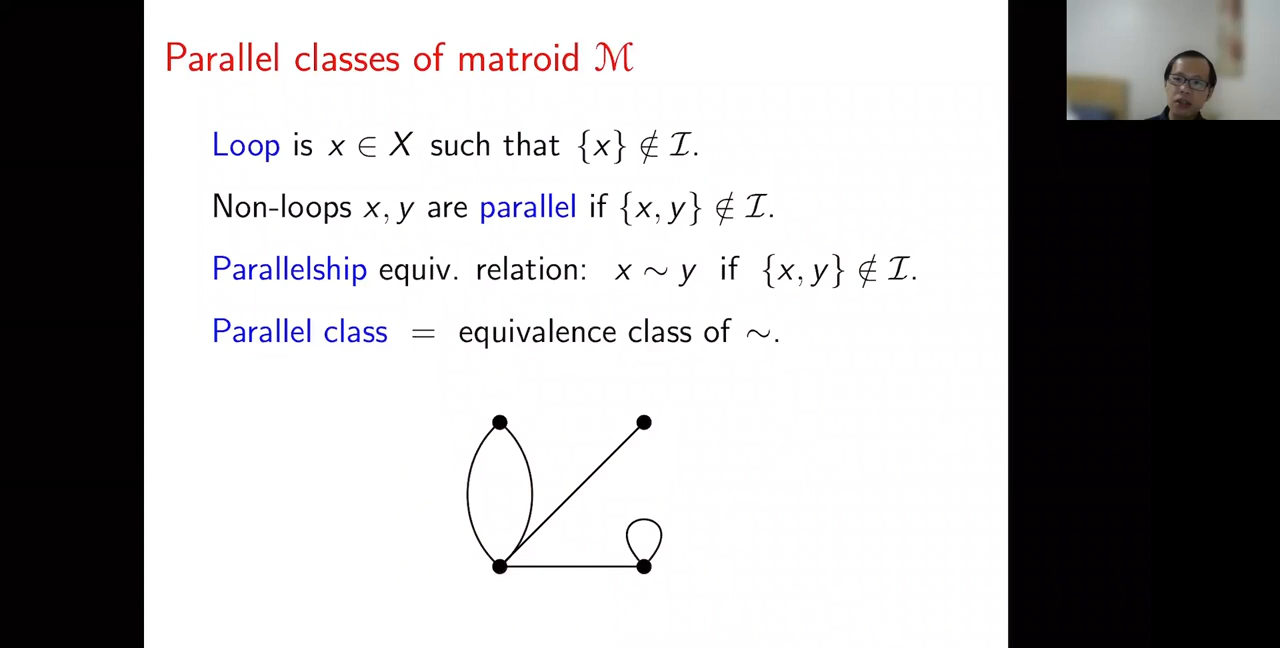 Parallel classes of matroid ℳ
Loop is x ∈ X such that {x} ∉ ℐ.
Non-loops x, y are parallel if {x, y} ∉ ℐ.
Parallelship equiv. relation: x ∼ y if {x, y} ∉ ℐ.
Parallel class = equivalence class of ∼.